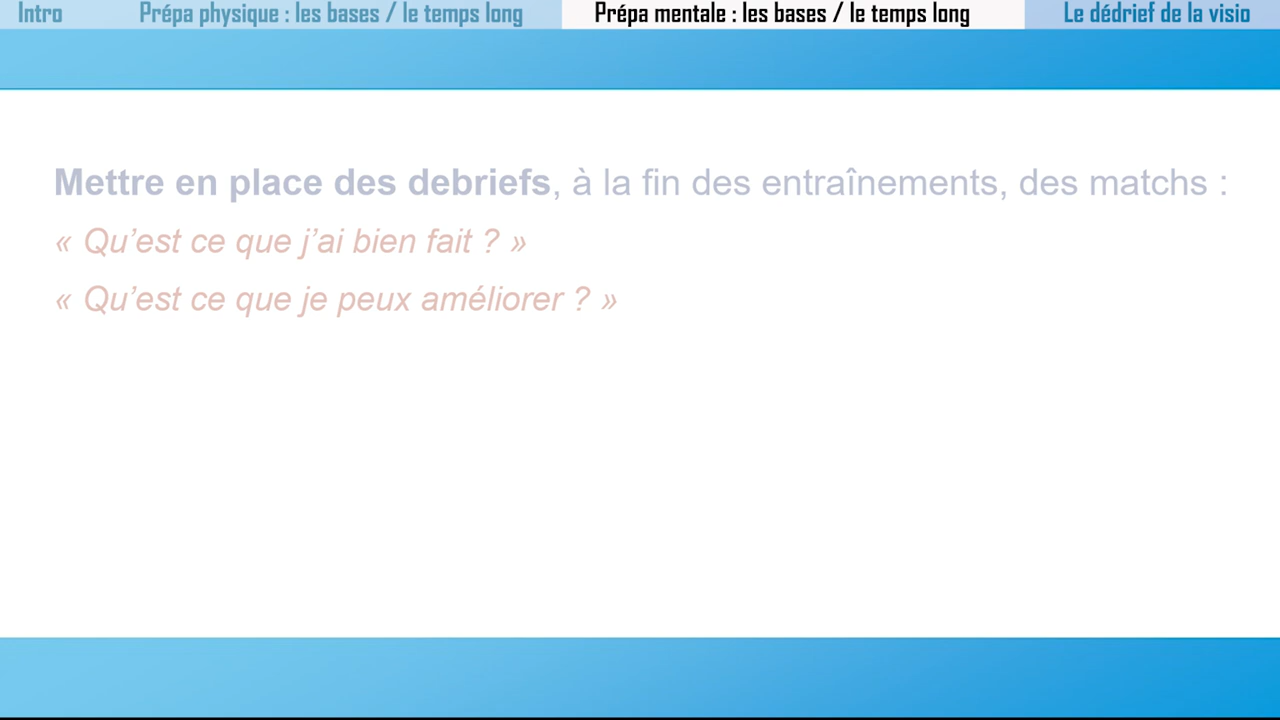 Intro
Prépa physique : les bases / le temps long
Prépa mentale : les bases / le temps long
Le dédrief de la visio
Mettre en place des debriefs, à la fin des entraînements, des matchs :
« Qu’est ce que j’ai bien fait ? »
« Qu’est ce que je peux améliorer ? »